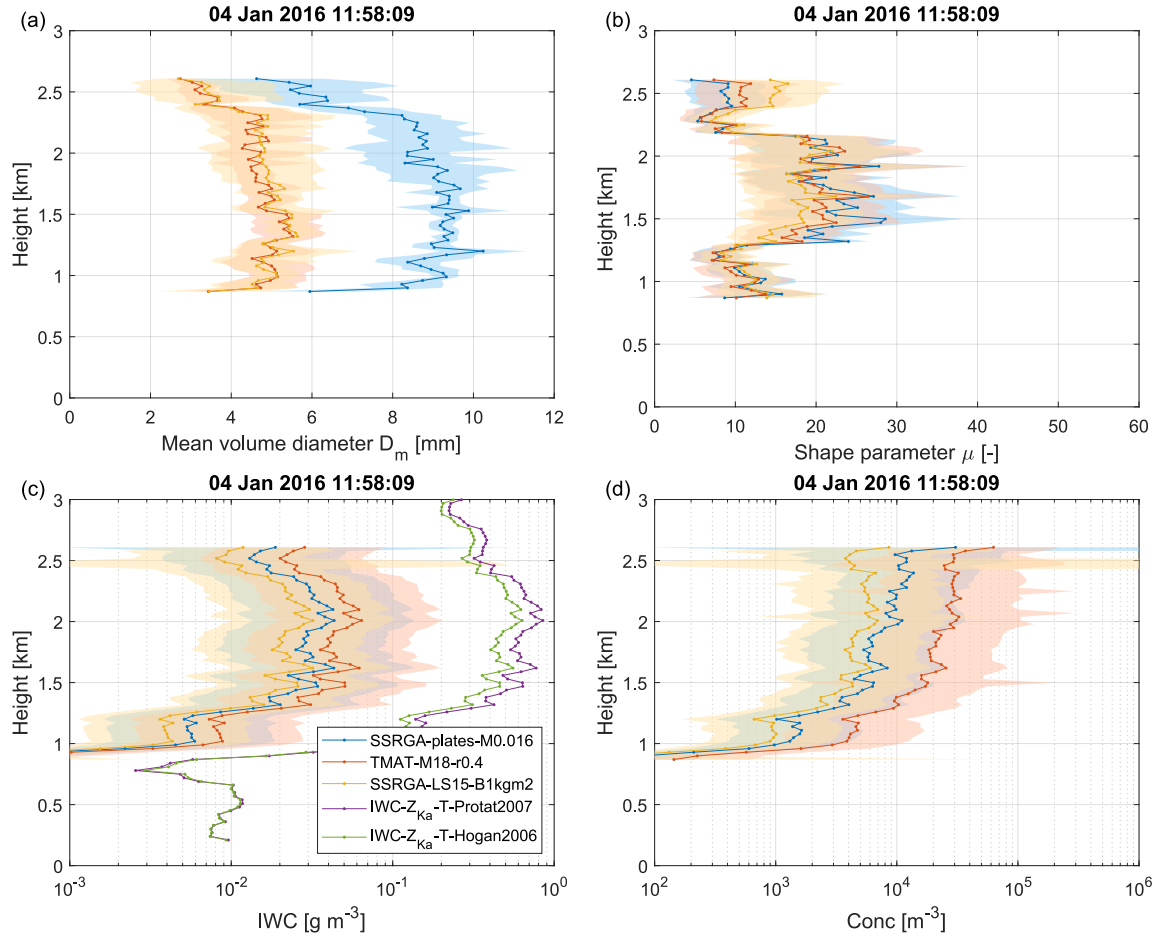 (a)
04 Jan 2016 11:58:09
3
2.5
2
1.5
1
0.5
0
Height [km]
0 2 4 6 8 10 12
Mean volume diameter D_m [mm]
(b)
04 Jan 2016 11:58:09
3
2.5
2
1.5
1
0.5
0
Height [km]
0 10 20 30 40 50 60
Shape parameter μ [-]
(c)
04 Jan 2016 11:58:09
3
2.5
2
1.5
1
0.5
0
Height [km]
SSRGA-plates-M0.016
TMAT-M18-r0.4
SSRGA-LS15-B1kgm2
IWC-Z_Ka-T-Protat2007
IWC-Z_Ka-T-Hogan2006
10^-3 10^-2 10^-1 10^0
IWC [g m^-3]
(d)
04 Jan 2016 11:58:09
3
2.5
2
1.5
1
0.5
0
Height [km]
10^2 10^3 10^4 10^5 10^6
Conc [m^-3]